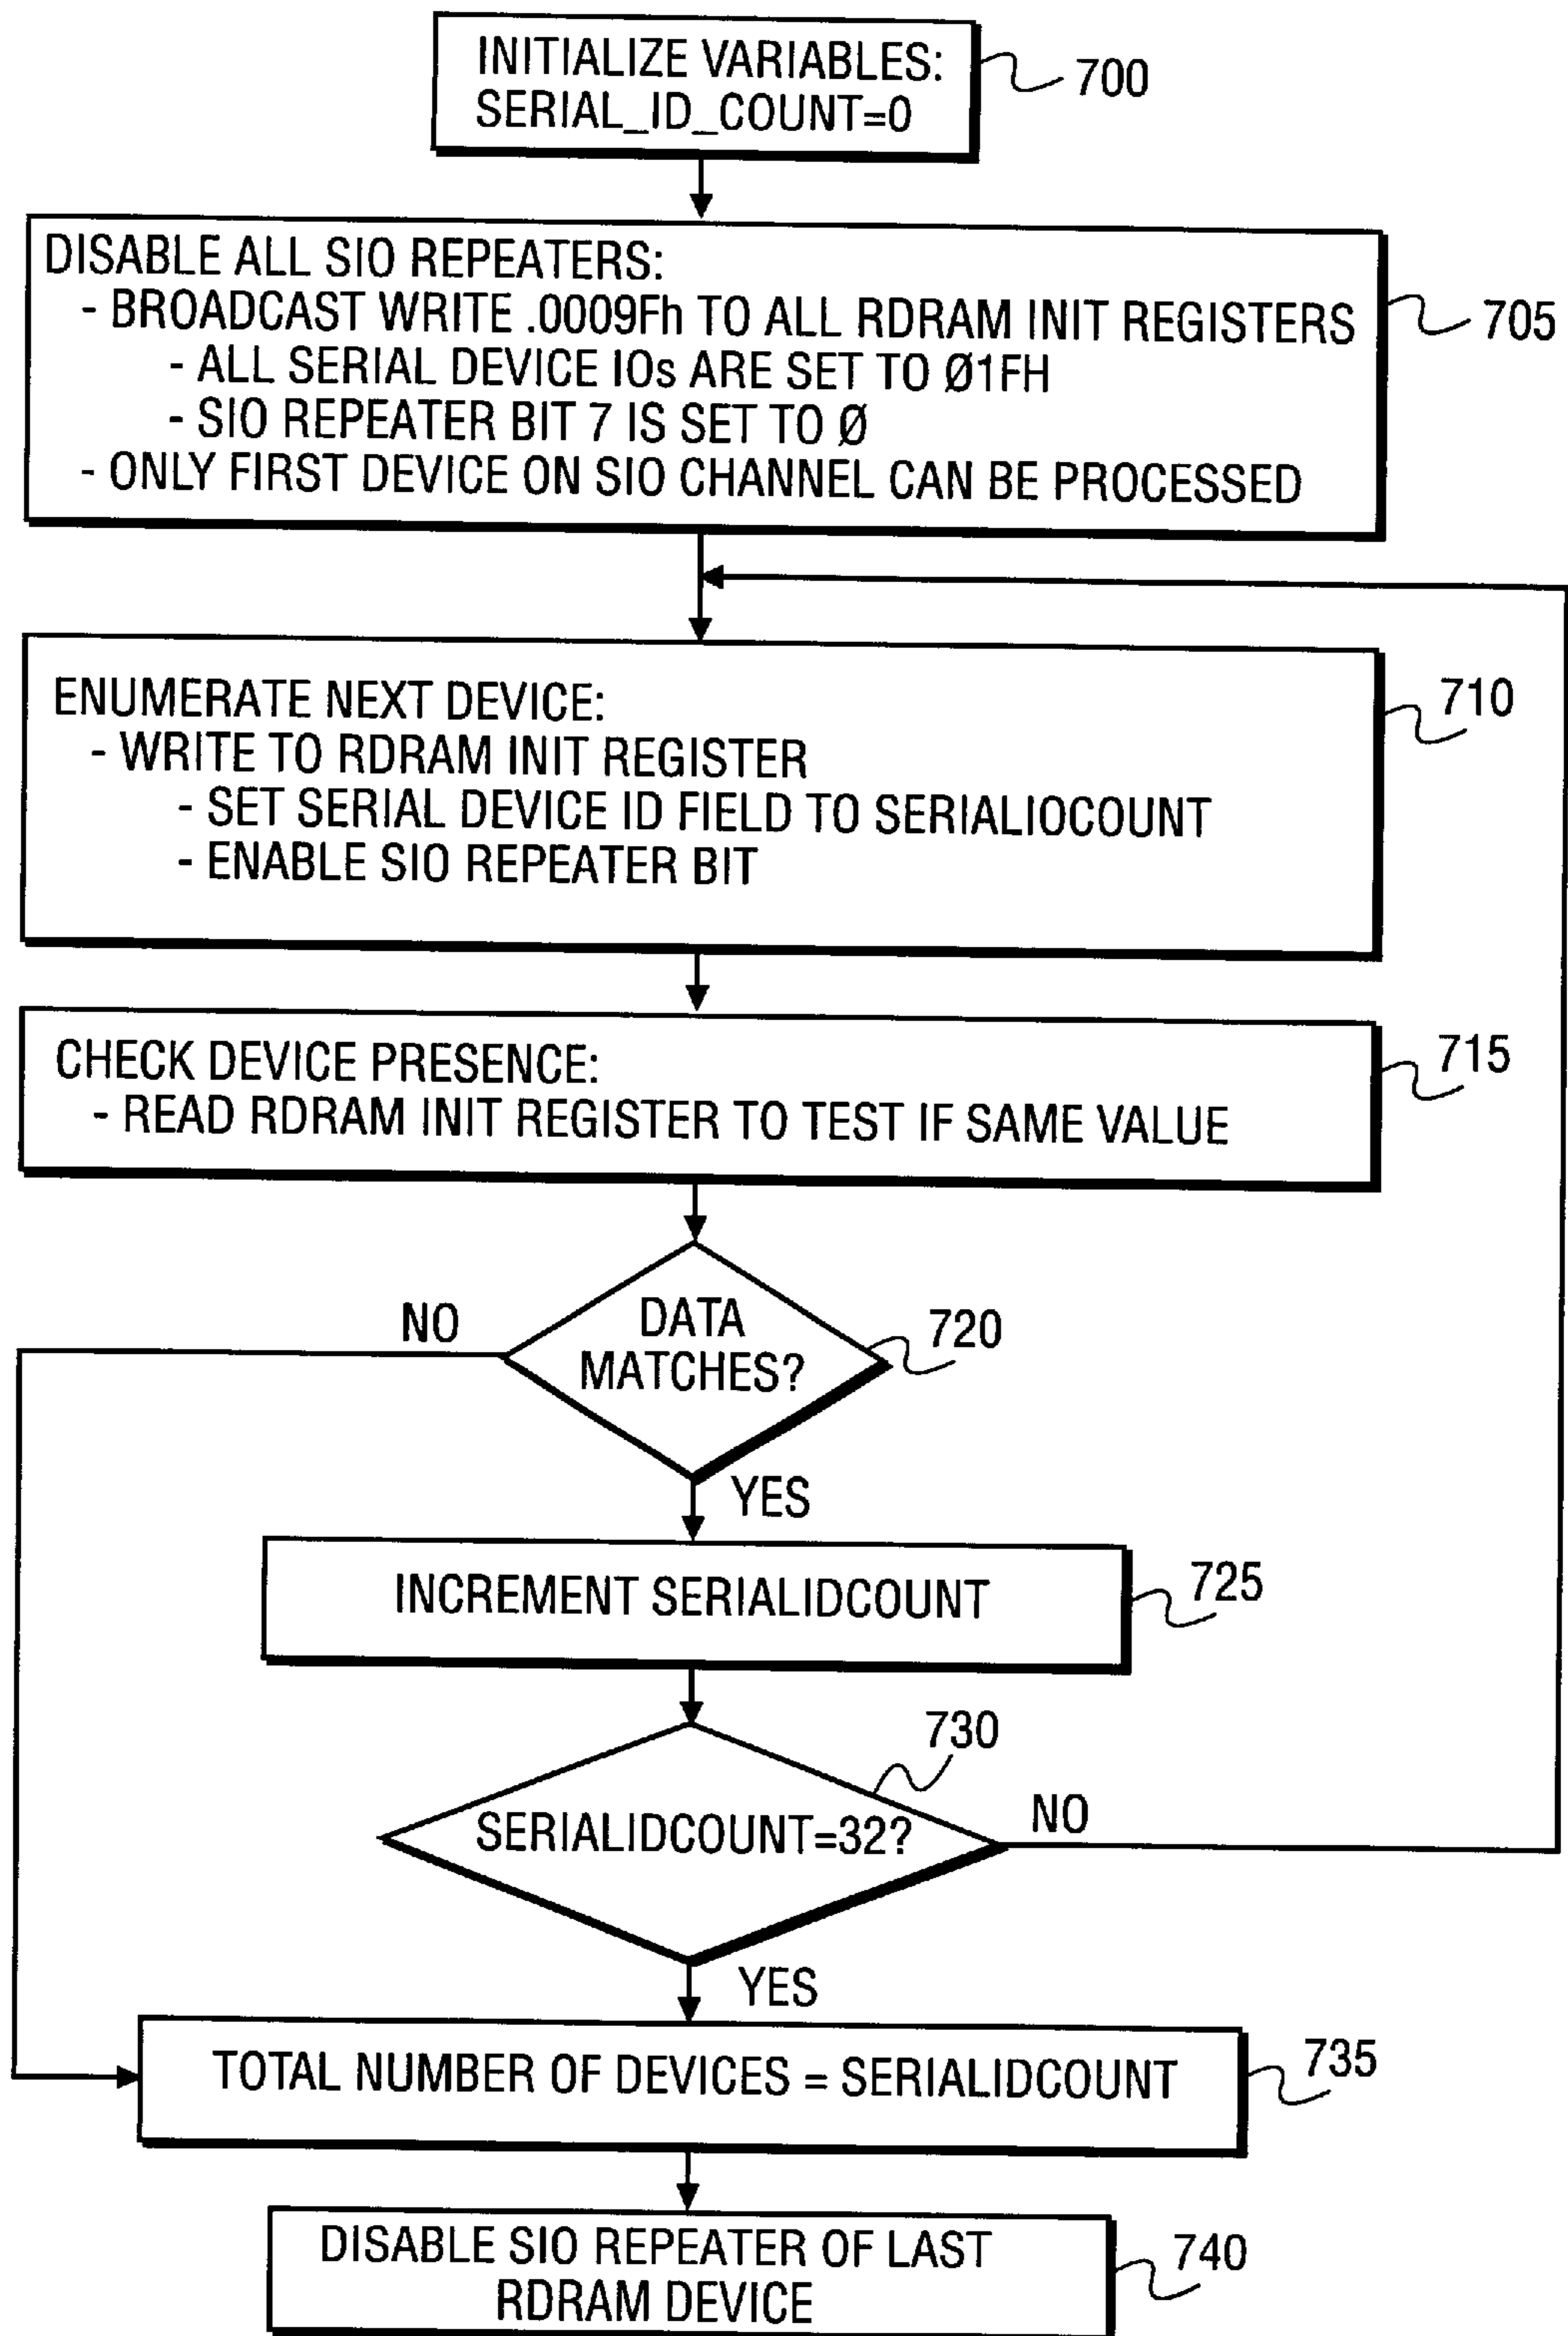 INITIALIZE VARIABLES:
SERIAL_ID_COUNT=0
700
DISABLE ALL SIO REPEATERS:
- BROADCAST WRITE .0009Fh TO ALL RDRAM INIT REGISTERS
- ALL SERIAL DEVICE IOs ARE SET TO Ø1FH
- SIO REPEATER BIT 7 IS SET TO Ø
- ONLY FIRST DEVICE ON SIO CHANNEL CAN BE PROCESSED
705
ENUMERATE NEXT DEVICE:
- WRITE TO RDRAM INIT REGISTER
- SET SERIAL DEVICE ID FIELD TO SERIALIOCOUNT
- ENABLE SIO REPEATER BIT
710
CHECK DEVICE PRESENCE:
- READ RDRAM INIT REGISTER TO TEST IF SAME VALUE
715
NO
DATA
MATCHES?
720
YES
INCREMENT SERIALIDCOUNT
725
730
SERIALIDCOUNT=32?
NO
YES
TOTAL NUMBER OF DEVICES = SERIALIDCOUNT
735
DISABLE SIO REPEATER OF LAST
RDRAM DEVICE
740